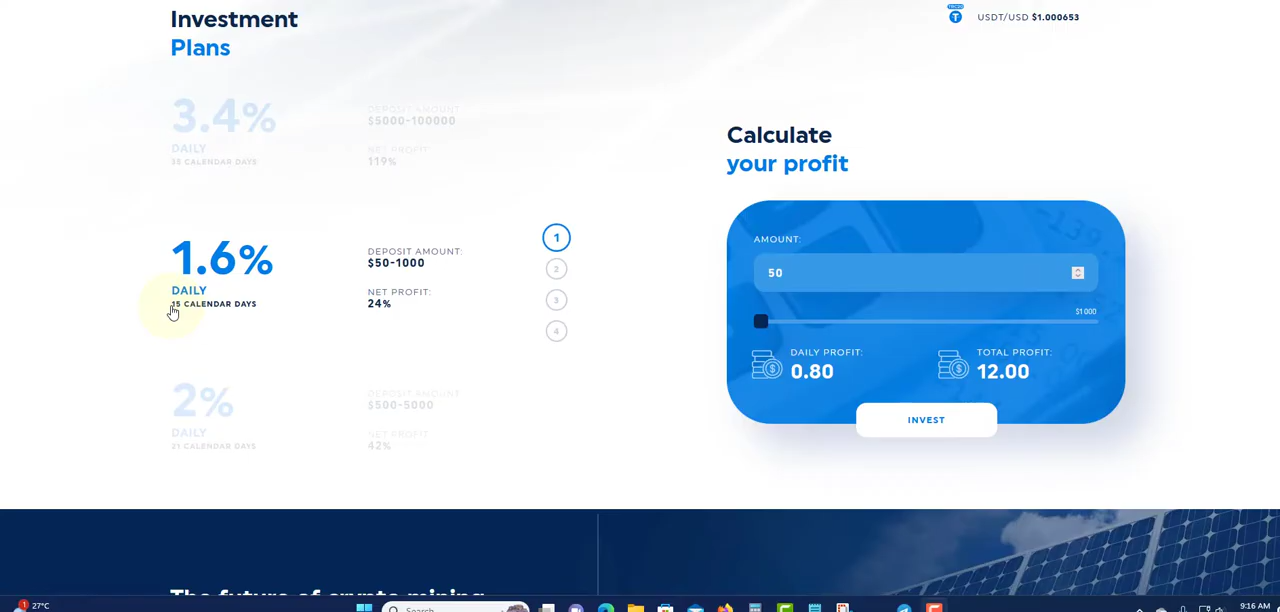 Investment
Plans
USDT/USD $1.000653
3.4%
DAILY
DEPOSIT AMOUNT:
$5000-100000
NET PROFIT:
119%
Calculate
your profit
1.6%
DAILY
15 CALENDAR DAYS
DEPOSIT AMOUNT:
$50-1000
NET PROFIT:
24%
1
2
3
4
AMOUNT:
50
$1000
DAILY PROFIT:
0.80
TOTAL PROFIT:
12.00
INVEST
2%
DAILY
21 CALENDAR DAYS
DEPOSIT AMOUNT:
$500-5000
NET PROFIT:
42%
The future of crypto mining
1
27°C
Search
9:16 AM